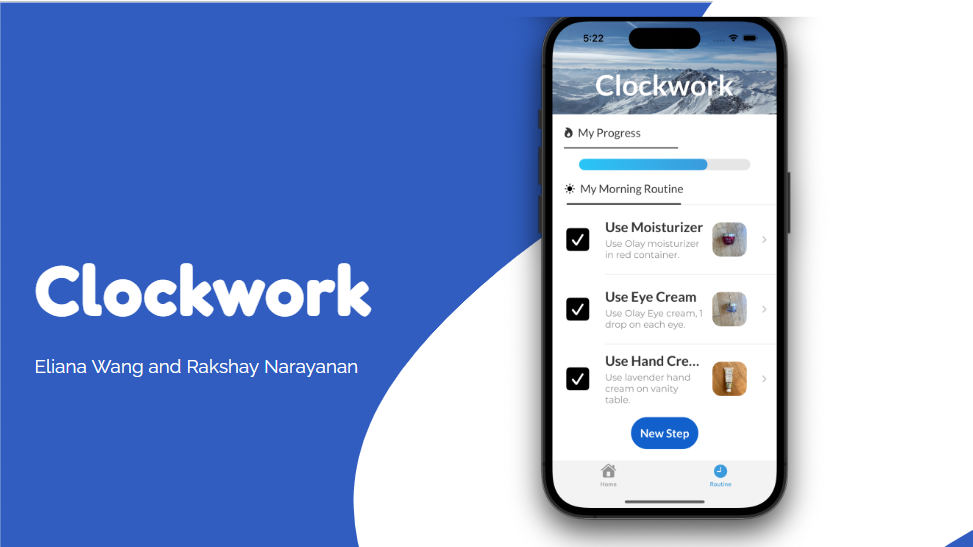 Clockwork
Eliana Wang and Rakshay Narayanan
5:22
Clockwork
My Progress
My Morning Routine
Use Moisturizer
Use Olay moisturizer
in red container.
Use Eye Cream
Use Olay Eye cream, 1
drop on each eye.
Use Hand Cre...
Use lavender hand
cream on vanity
table.
New Step
Home
Routine